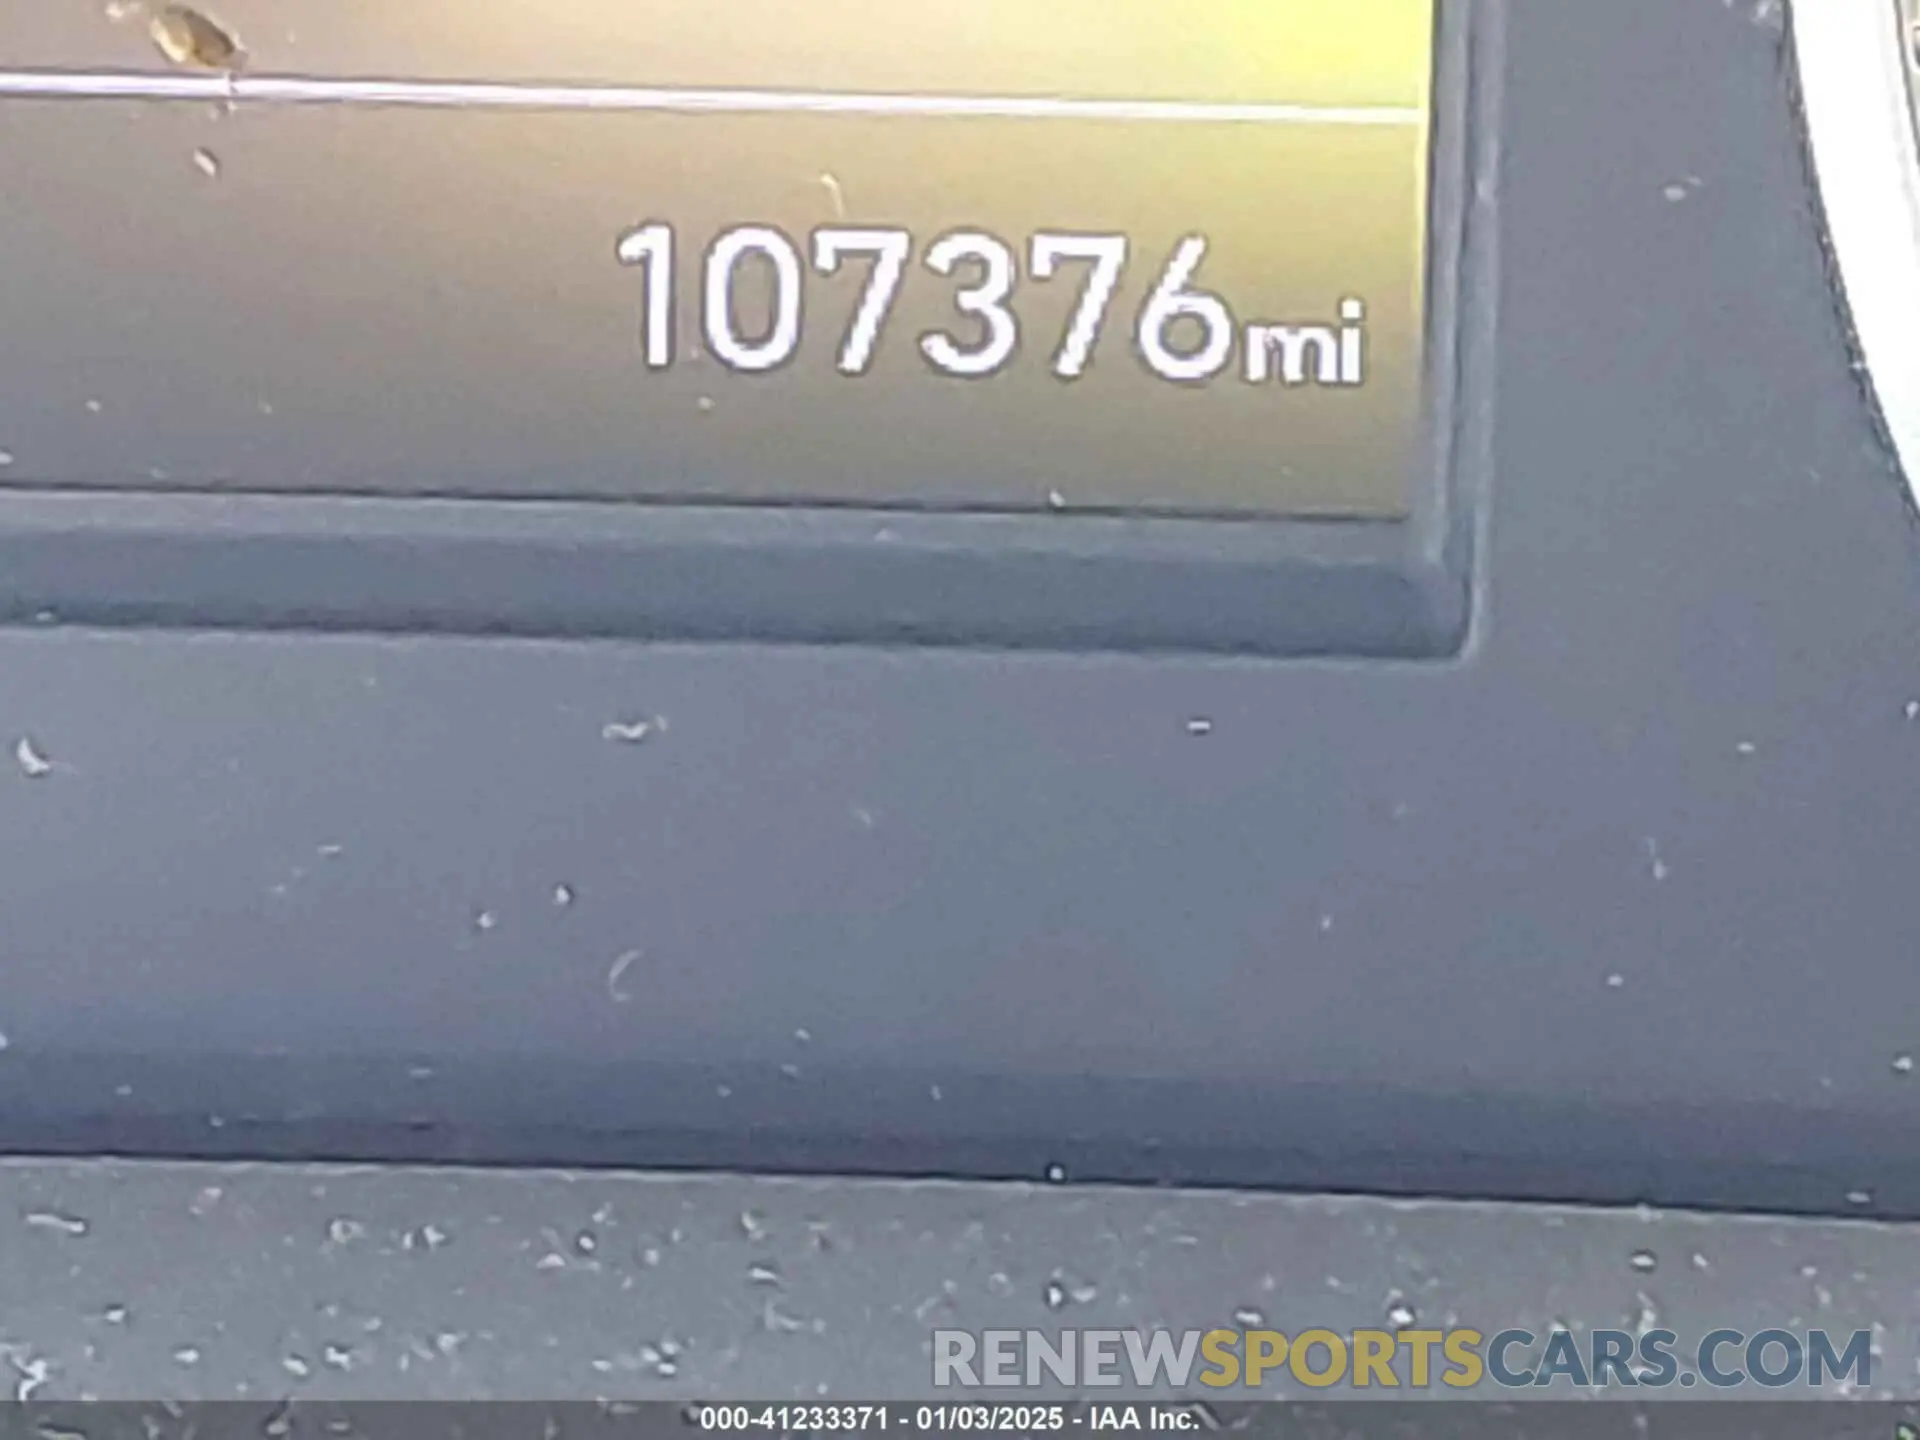 107376mi
RENEWSPORTSCARS.COM
000-41233371 - 01/03/2025 - IAA Inc.